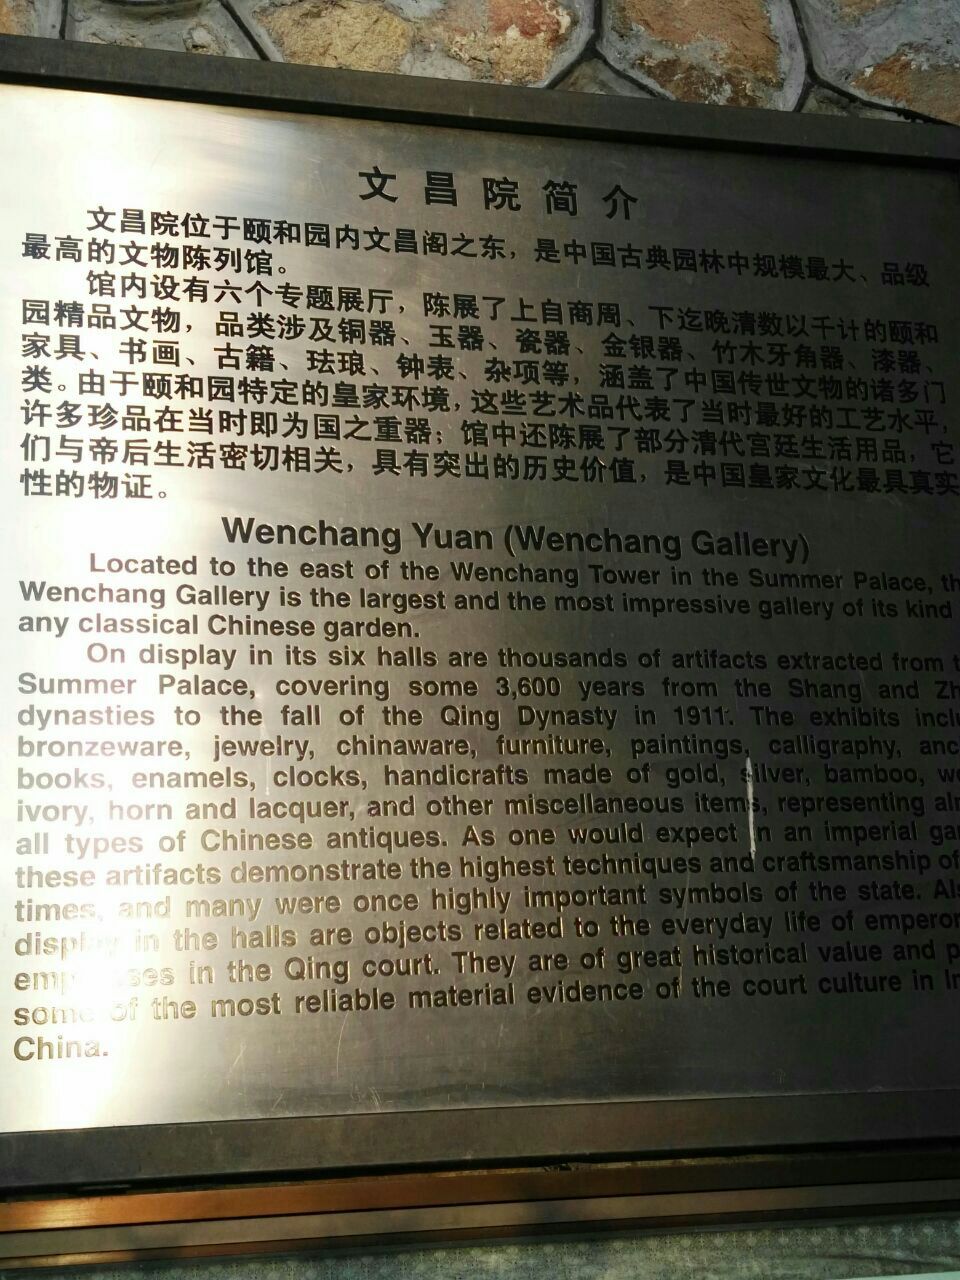 文昌院简介
文昌院位于颐和园内文昌阁之东，是中国古典园林中规模最大、品级
最高的文物陈列馆。
馆内设有六个专题展厅，陈展了上自商周、下迄晚清数以千计的颐和
园精品文物，品类涉及铜器、玉器、瓷器、金银器、竹木牙角器、漆器、
家具、书画、古籍、珐琅、钟表、杂项等，涵盖了中国传世文物的诸多门
类。由于颐和园特定的皇家环境，这些艺术品代表了当时最好的工艺水平，
许多珍品在当时即为国之重器；馆中还陈展了部分清代宫廷生活用品，它
们与帝后生活密切相关，具有突出的历史价值，是中国皇家文化最具真实
性的物证。
Wenchang Yuan (Wenchang Gallery)
Located to the east of the Wenchang Tower in the Summer Palace,
Wenchang Gallery is the largest and the most impressive gallery of its kind
any classical Chinese garden.
On display in its six halls are thousands of artifacts extracted from
Summer Palace, covering some 3,600 years from the Shang and
dynasties to the fall of the Qing Dynasty in 1911. The exhibits
bronzeware, jewelry, chinaware, furniture, paintings, calligraphy,
books, enamels, clocks, handicrafts made of gold, silver, bamboo,
ivory, horn and lacquer, and other miscellaneous items, representing
all types of Chinese antiques. As one would expect in an imperial
these artifacts demonstrate the highest techniques and craftsmanship of
times, and many were once highly important symbols of the state.
display in the halls are objects related to the everyday life of
in the Qing court. They are of great historical value and
some of the most reliable material evidence of the court culture in
China.